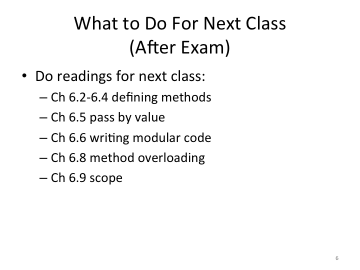 What to Do For Next Class
(After Exam)
• Do readings for next class:
– Ch 6.2-6.4 defining methods
– Ch 6.5 pass by value
– Ch 6.6 writing modular code
– Ch 6.8 method overloading
– Ch 6.9 scope
6